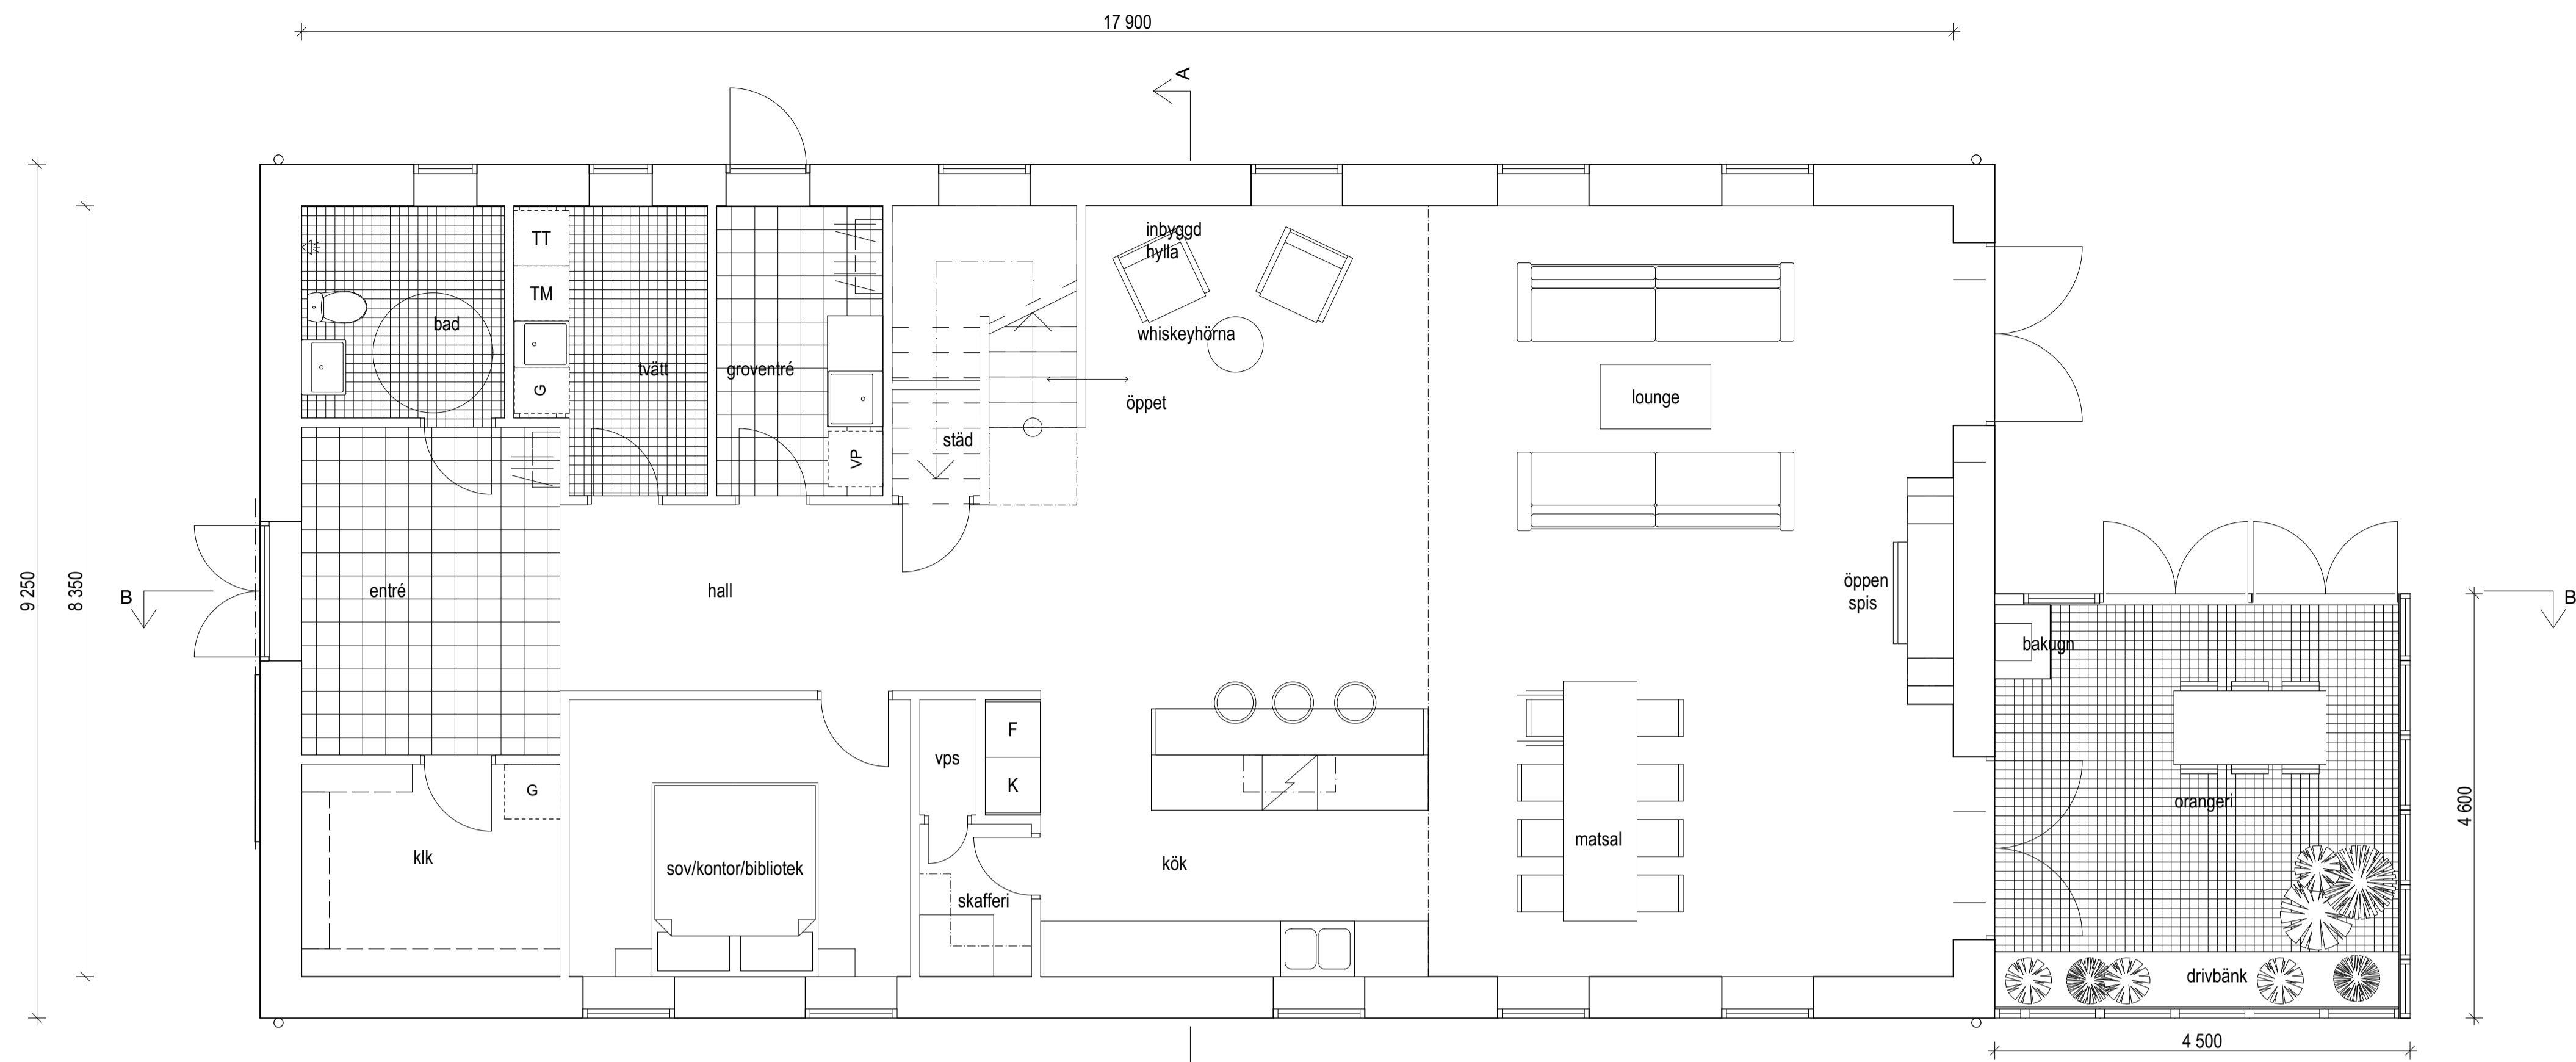 17 900
A
TT
TM
G
bad
tvätt
groventré
VP
städ
öppet
inbyggd
hylla
whiskeyhörna
lounge
9 250
8 350
B
entré
hall
öppen
spis
bakugn
B
klk
G
sov/kontor/bibliotek
vps
F
K
skafferi
kök
matsal
orangeri
drivbänk
4 600
4 500